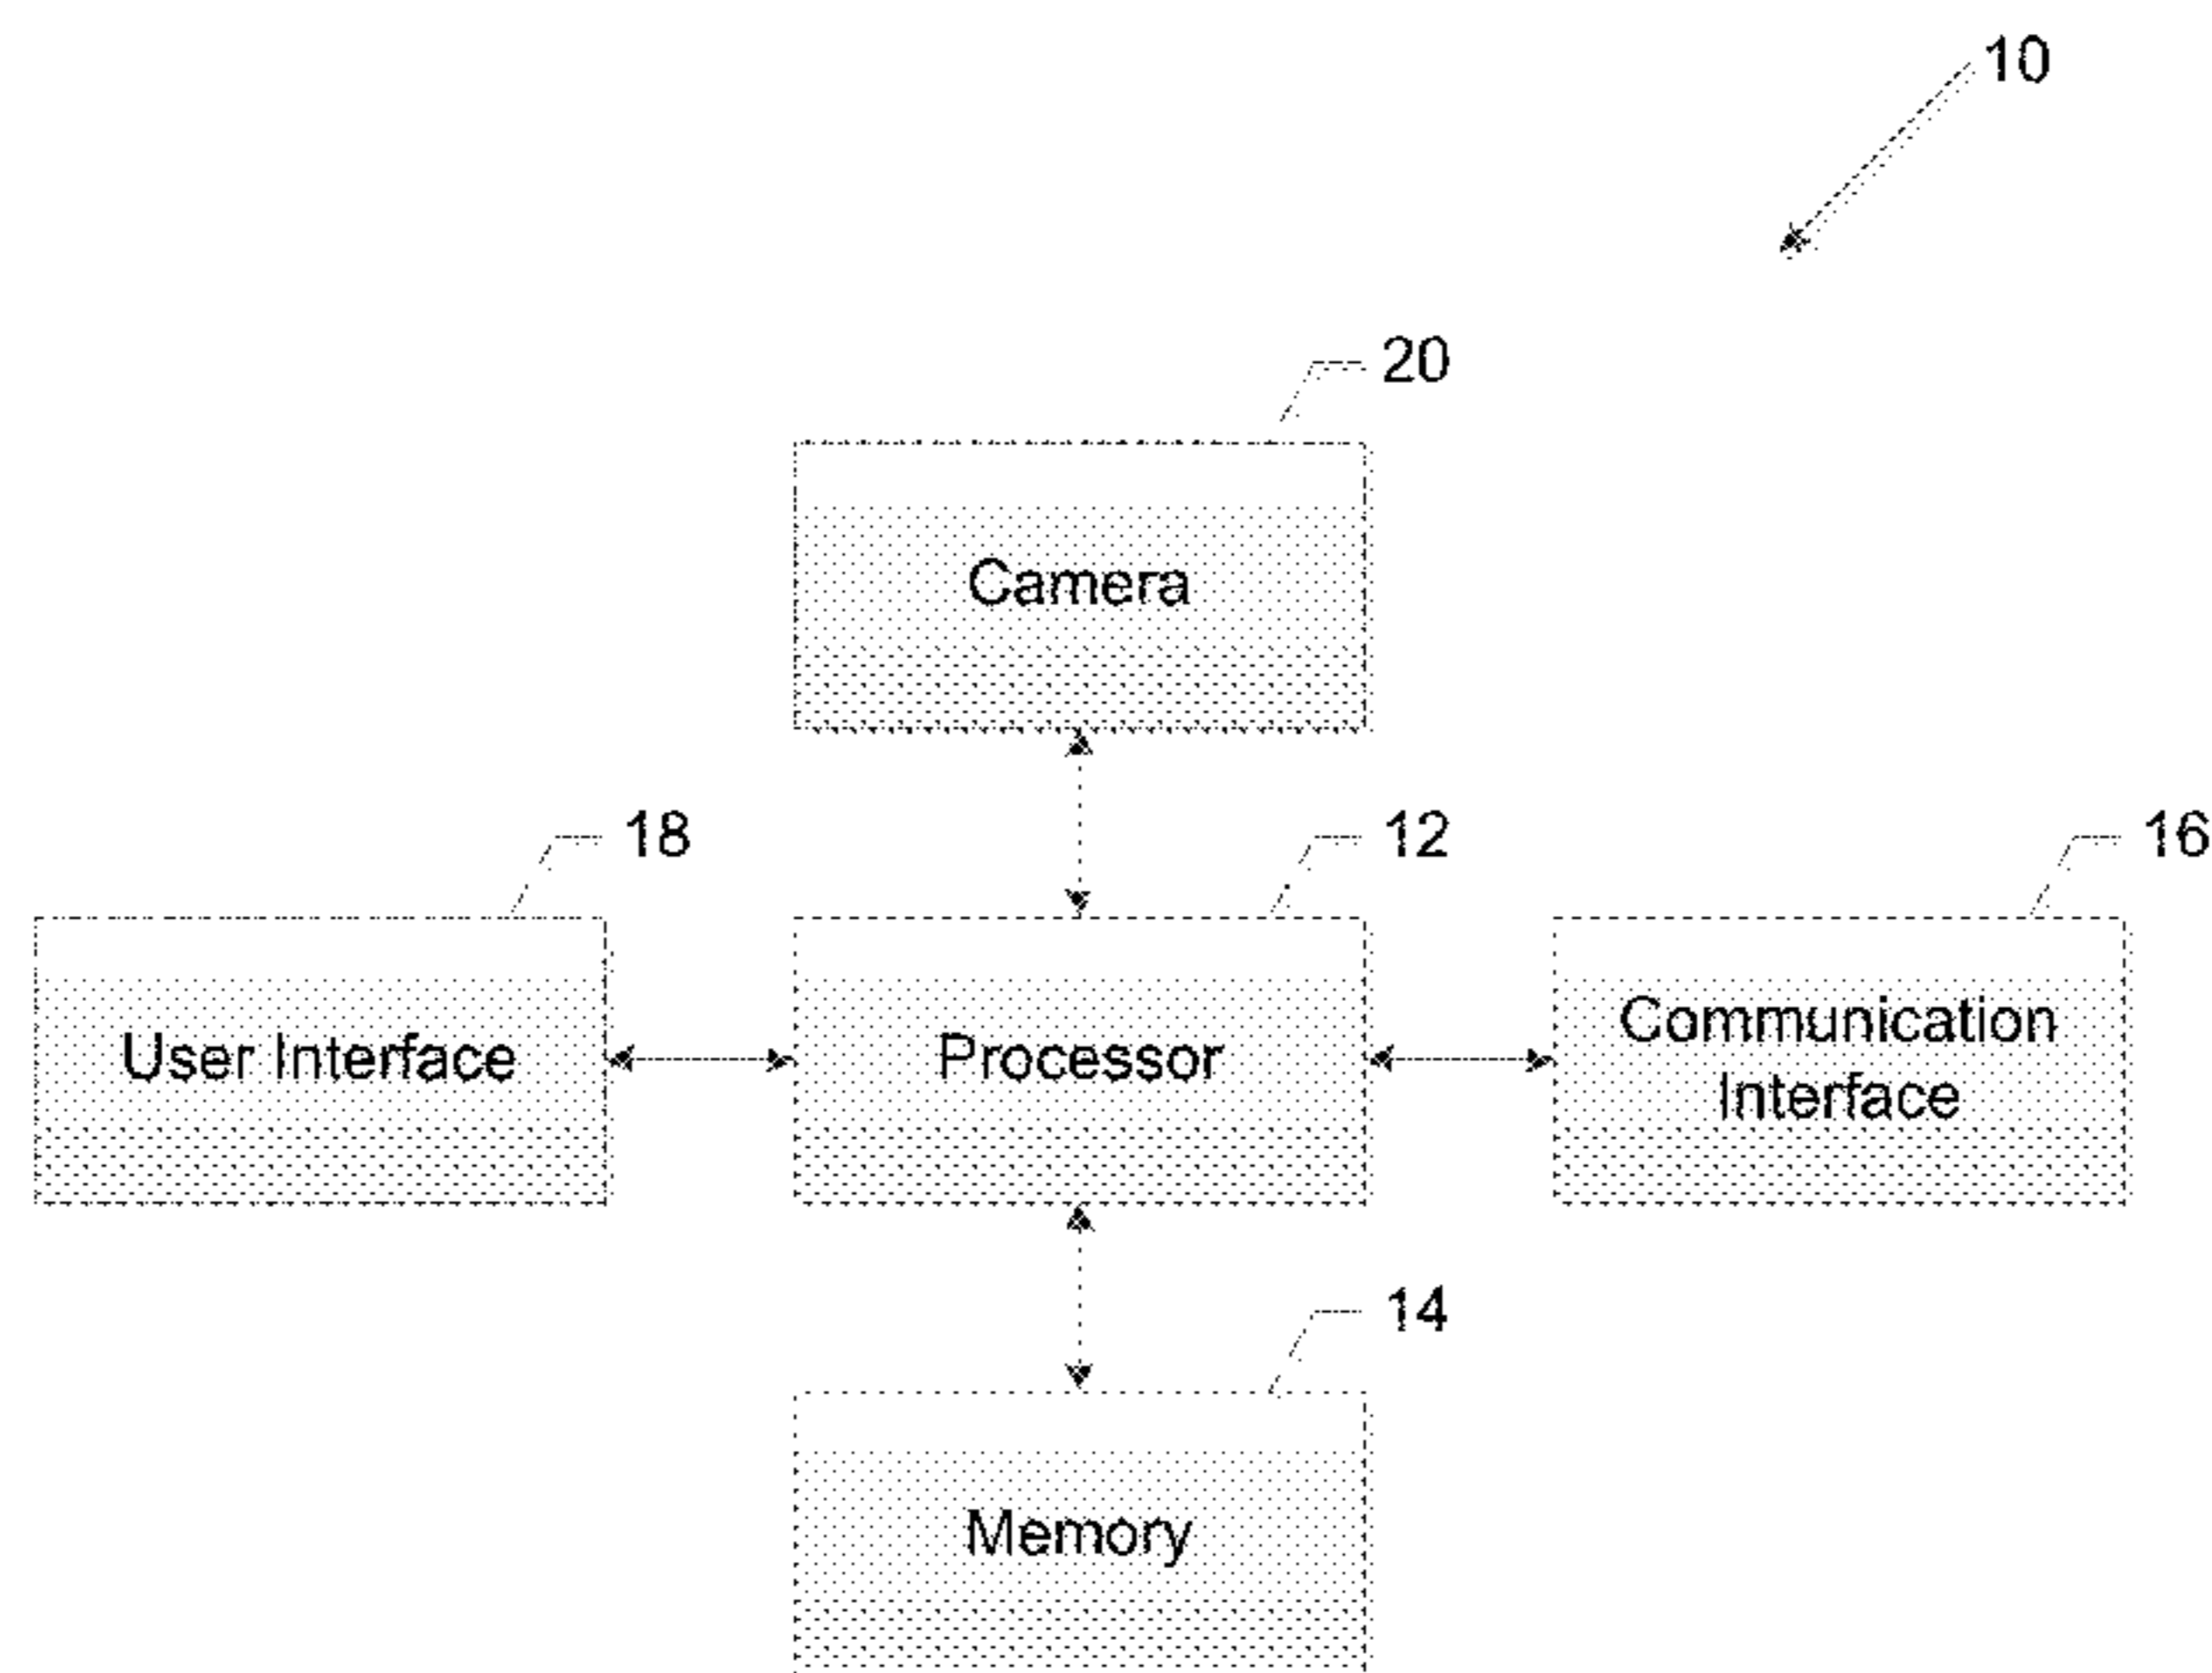 10
20
Camera
18
12
16
User Interface
Processor
Communication
Interface
14
Memory